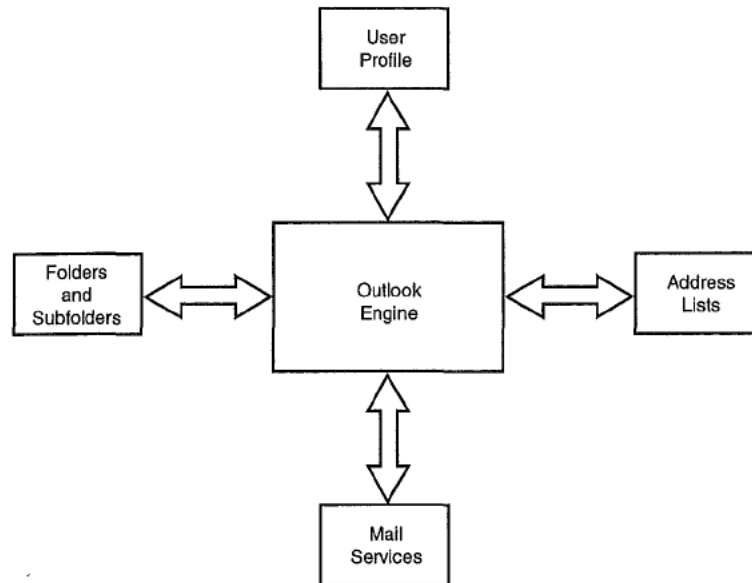 User
Profile
Folders
and
Subfolders
Outlook
Engine
Address
Lists
Mail
Services